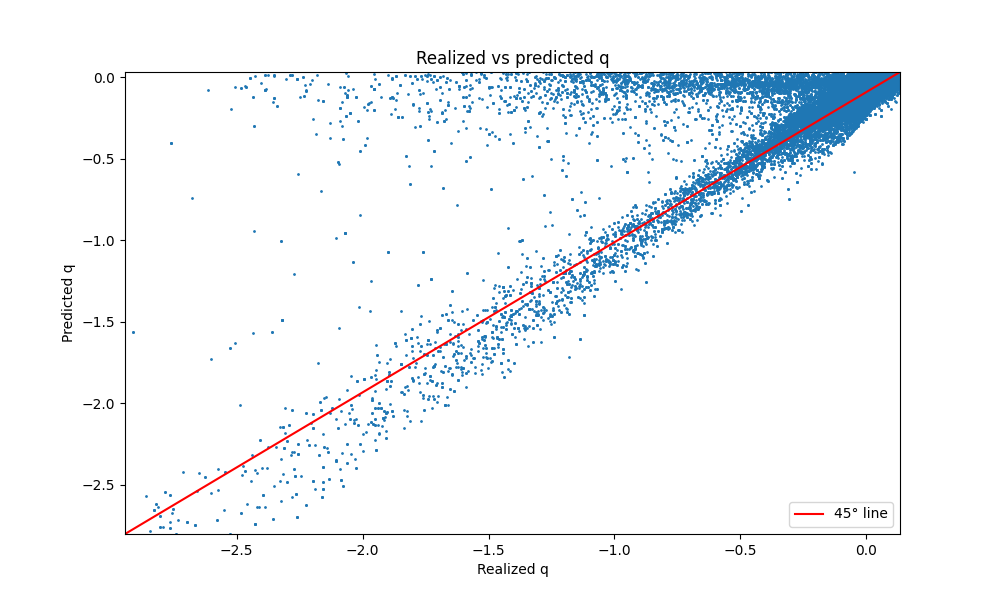 Realized vs predicted q
Predicted q
0.0
−0.5
−1.0
−1.5
−2.0
−2.5
45° line
−2.5 −2.0 −1.5 −1.0 −0.5 0.0
Realized q